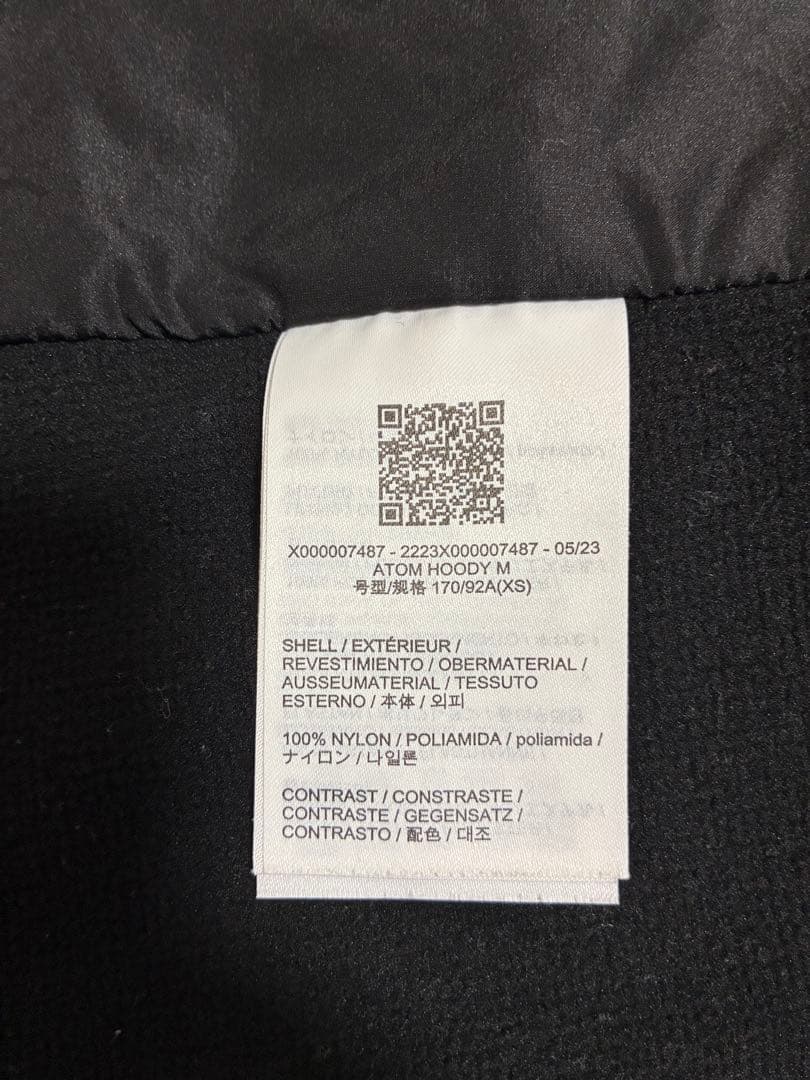 X000007487 - 2223X000007487 - 05/23
ATOM HOODY M
号型/规格 170/92A(XS)
SHELL / EXTÉRIEUR /
REVESTIMIENTO / OBERMATERIAL /
AUSSEUMATERIAL / TESSUTO
ESTERNO / 本体 / 외피
100% NYLON / POLIAMIDA / poliamida /
ナイロン / 나일론
CONTRAST / CONSTRASTE /
CONTRASTE / GEGENSATZ /
CONTRASTO / 配色 / 대조